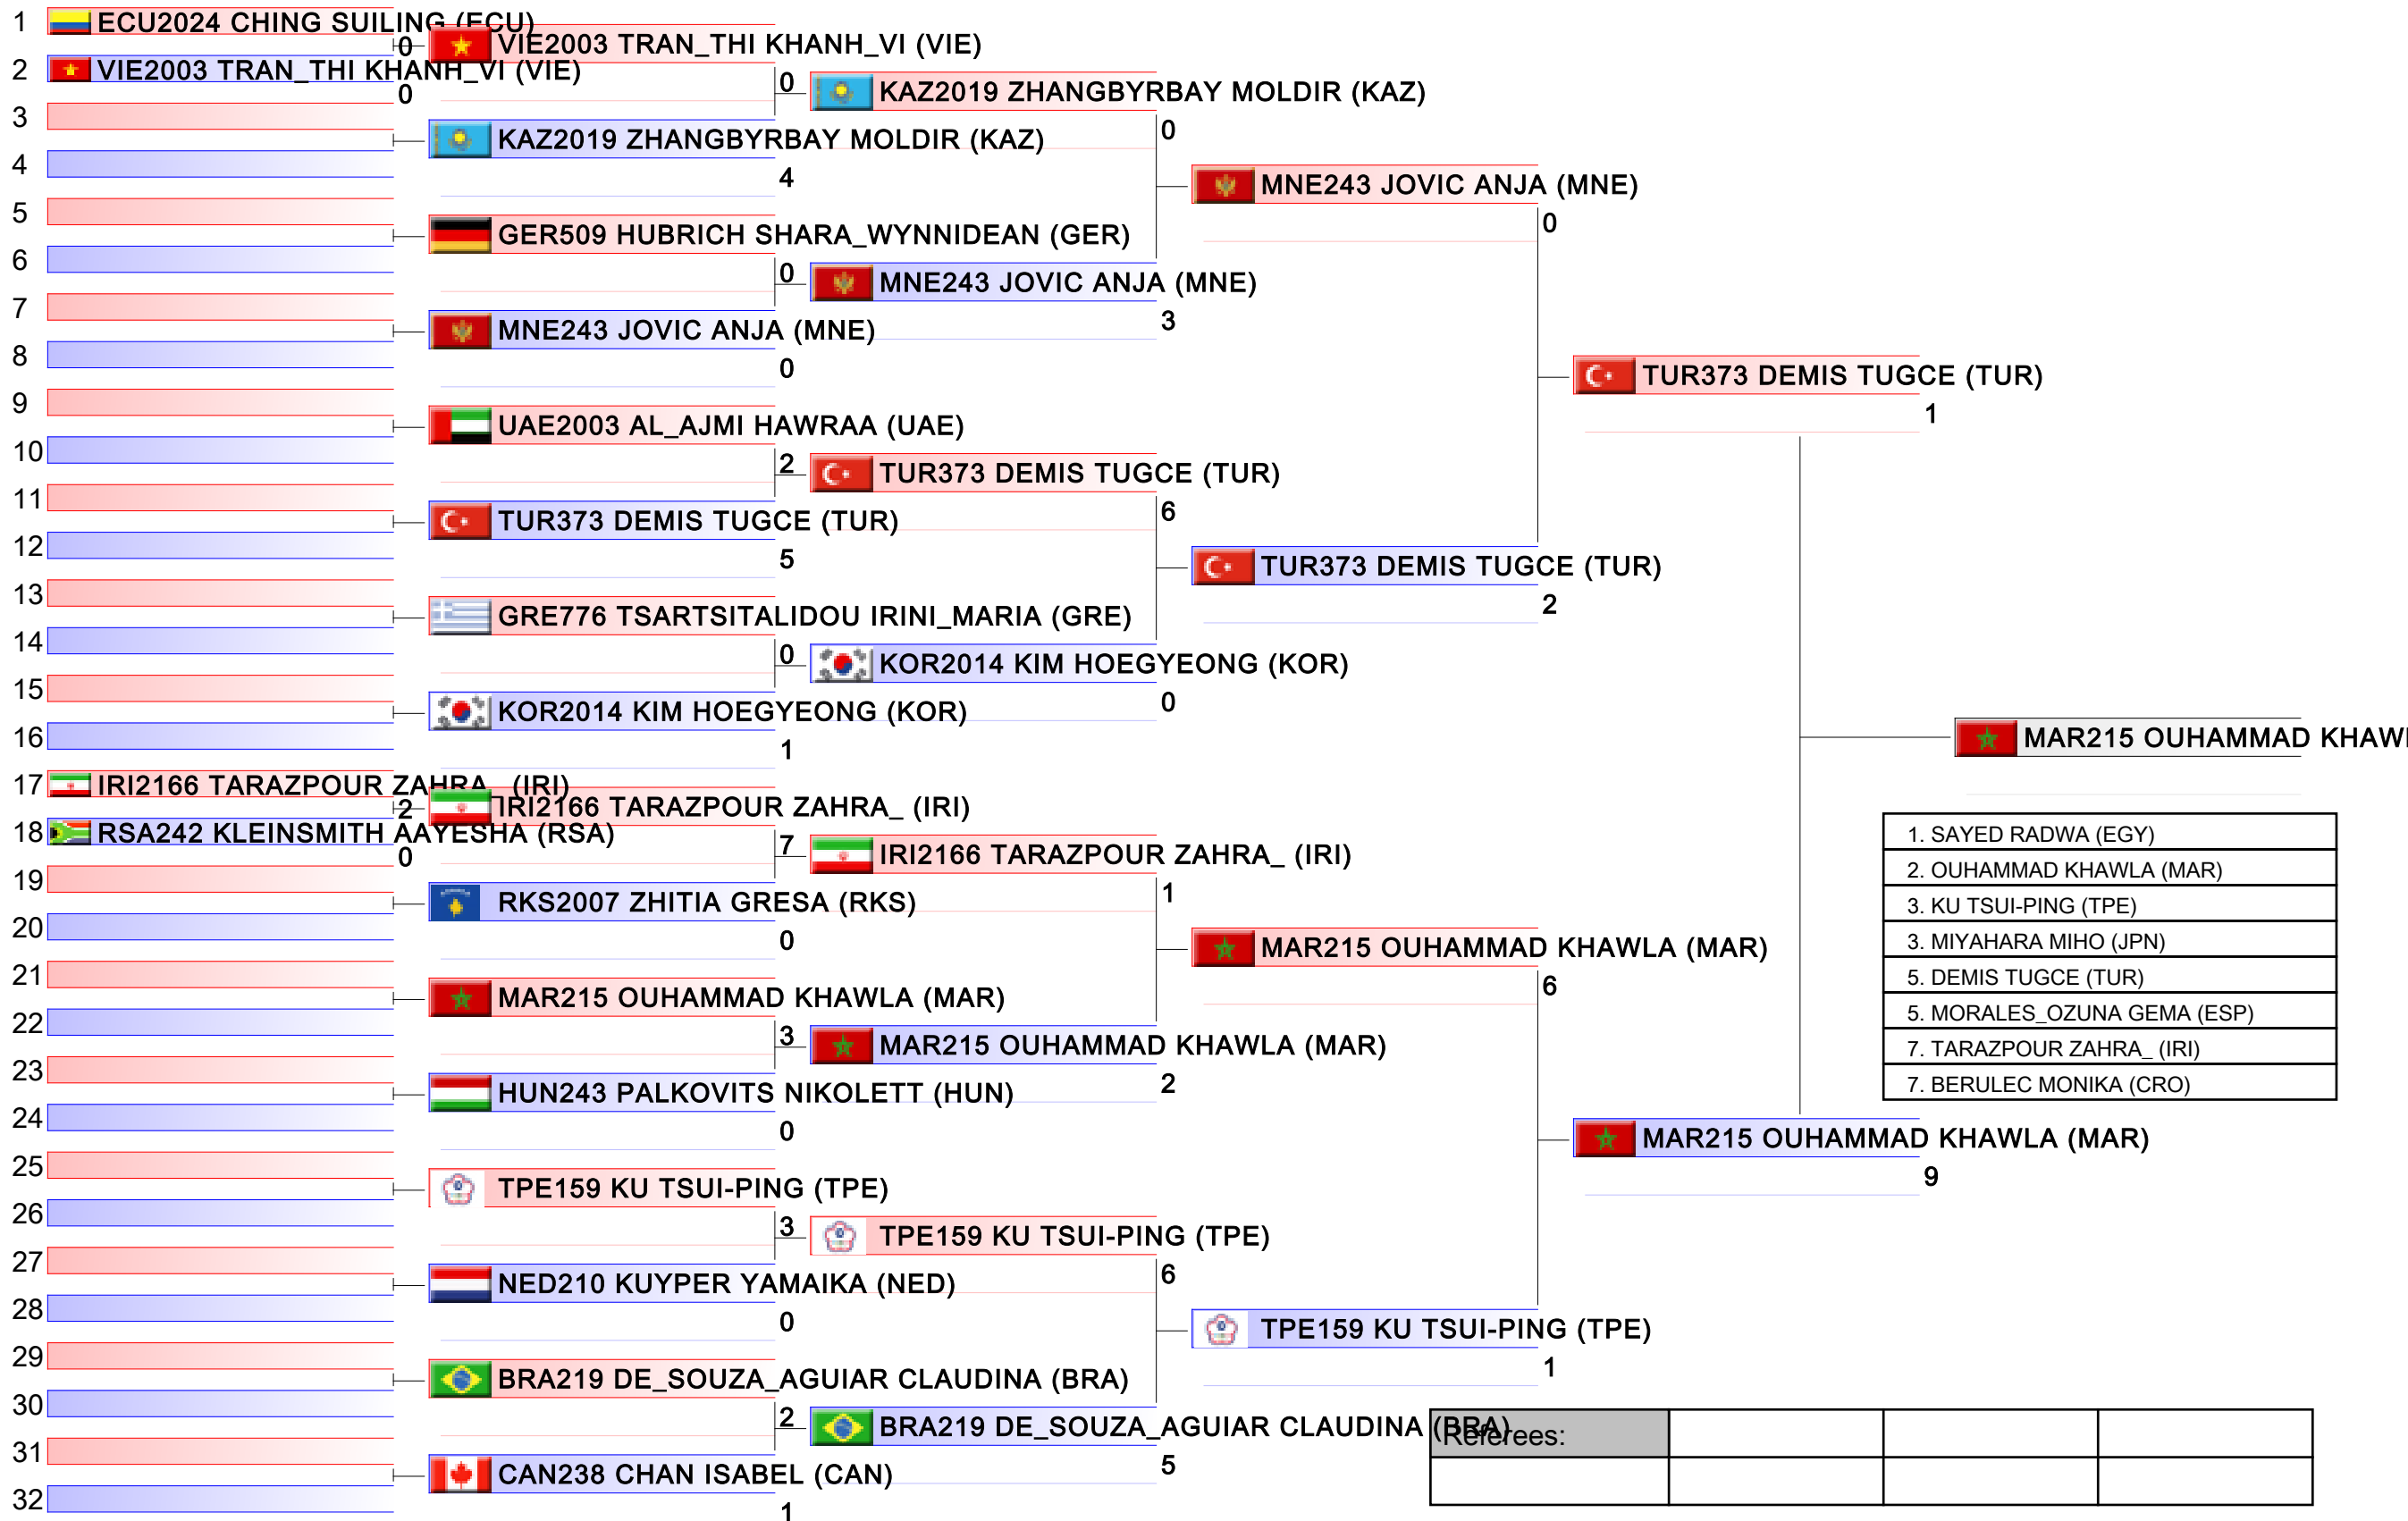 1 ECU2024 CHING SUILING (ECU)
0
2 VIE2003 TRAN_THI KHANH_VI (VIE)
0
3
4
5
6
7
8
9
10
11
12
13
14
15
16
17 IRI2166 TARAZPOUR ZAHRA_ (IRI)
2
18 RSA242 KLEINSMITH AAYESHA (RSA)
0
19
20
21
22
23
24
25
26
27
28
29
30
31
32
VIE2003 TRAN_THI KHANH_VI (VIE)
0
KAZ2019 ZHANGBYRBAY MOLDIR (KAZ)
4
GER509 HUBRICH SHARA_WYNNIDEAN (GER)
0
MNE243 JOVIC ANJA (MNE)
0
UAE2003 AL_AJMI HAWRAA (UAE)
2
TUR373 DEMIS TUGCE (TUR)
5
GRE776 TSARTSITALIDOU IRINI_MARIA (GRE)
0
KOR2014 KIM HOEGYEONG (KOR)
1
IRI2166 TARAZPOUR ZAHRA_ (IRI)
7
RKS2007 ZHITIA GRESA (RKS)
0
MAR215 OUHAMMAD KHAWLA (MAR)
3
HUN243 PALKOVITS NIKOLETT (HUN)
0
TPE159 KU TSUI-PING (TPE)
3
NED210 KUYPER YAMAIKA (NED)
0
BRA219 DE_SOUZA_AGUIAR CLAUDINA (BRA)
2
CAN238 CHAN ISABEL (CAN)
1
KAZ2019 ZHANGBYRBAY MOLDIR (KAZ)
0
MNE243 JOVIC ANJA (MNE)
3
TUR373 DEMIS TUGCE (TUR)
6
KOR2014 KIM HOEGYEONG (KOR)
0
IRI2166 TARAZPOUR ZAHRA_ (IRI)
1
MAR215 OUHAMMAD KHAWLA (MAR)
2
TPE159 KU TSUI-PING (TPE)
6
BRA219 DE_SOUZA_AGUIAR CLAUDINA (BRA)
5
MNE243 JOVIC ANJA (MNE)
0
TUR373 DEMIS TUGCE (TUR)
2
MAR215 OUHAMMAD KHAWLA (MAR)
6
TPE159 KU TSUI-PING (TPE)
1
TUR373 DEMIS TUGCE (TUR)
1
MAR215 OUHAMMAD KHAWLA (MAR)
9
MAR215 OUHAMMAD
1. SAYED RADWA (EGY)
2. OUHAMMAD KHAWLA (MAR)
3. KU TSUI-PING (TPE)
3. MIYAHARA MIHO (JPN)
5. DEMIS TUGCE (TUR)
5. MORALES_OZUNA GEMA (ESP)
7. TARAZPOUR ZAHRA_ (IRI)
7. BERULEC MONIKA (CRO)
Referees: